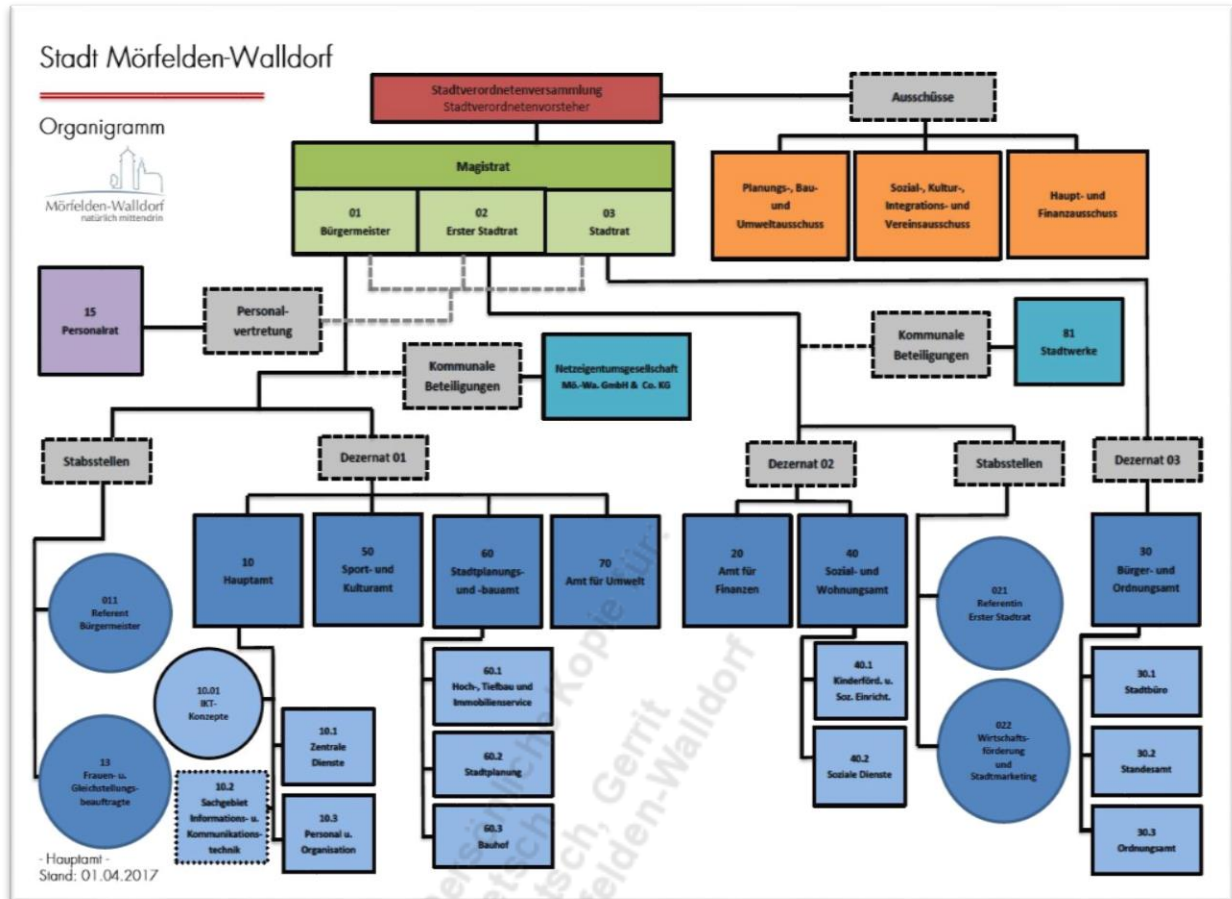 Stadt Mörfelden-Walldorf
Organigramm
Mörfelden-Walldorf
natürlich mittendrin
Stadtverordnetenversammlung
Stadtverordnetenvorsteher
Ausschüsse
Magistrat
01
Bürgermeister
02
Erster Stadtrat
03
Stadtrat
Planungs-, Bau-
und
Umweltausschuss
Sozial-, Kultur-,
Integrations- und
Vereinsausschuss
Haupt- und
Finanzausschuss
15
Personalrat
Personal-
vertretung
Kommunale
Beteiligungen
Netzeigentumsgesellschaft
Mö.-Wa. GmbH & Co. KG
Kommunale
Beteiligungen
81
Stadtwerke
Stabsstellen
Dezernat 01
Dezernat 02
Stabsstellen
Dezernat 03
10
Hauptamt
50
Sport- und
Kulturamt
60
Stadtplanungs-
und -bauamt
70
Amt für Umwelt
20
Amt für
Finanzen
40
Sozial- und
Wohnungsamt
30
Bürger- und
Ordnungsamt
011
Referent
Bürgermeister
13
Frauen- u.
Gleichstellungs-
beauftragte
10.01
IKT-
Konzepte
10.1
Zentrale
Dienste
10.2
Sachgebiet
Informations- u.
Kommunikations-
technik
10.3
Personal u.
Organisation
60.1
Hoch-, Tiefbau und
Immobilienservice
60.2
Stadtplanung
60.3
Bauhof
40.1
Kinderförd. u.
Soz. Einricht.
40.2
Soziale Dienste
021
Referentin
Erster Stadtrat
022
Wirtschafts-
förderung
und
Stadtmarketing
30.1
Stadtbüro
30.2
Standesamt
30.3
Ordnungsamt
- Hauptamt -
Stand: 01.04.2017
Persönliche Kopie für:
Gerrit